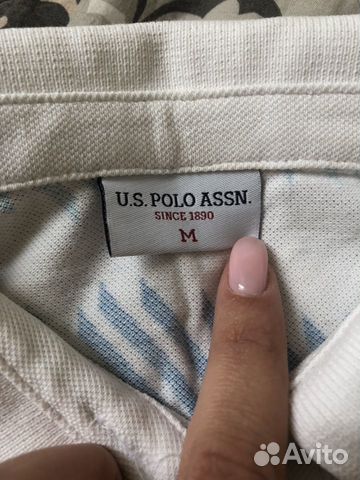 U.S. POLO ASSN.
SINCE 1890
M
Avito